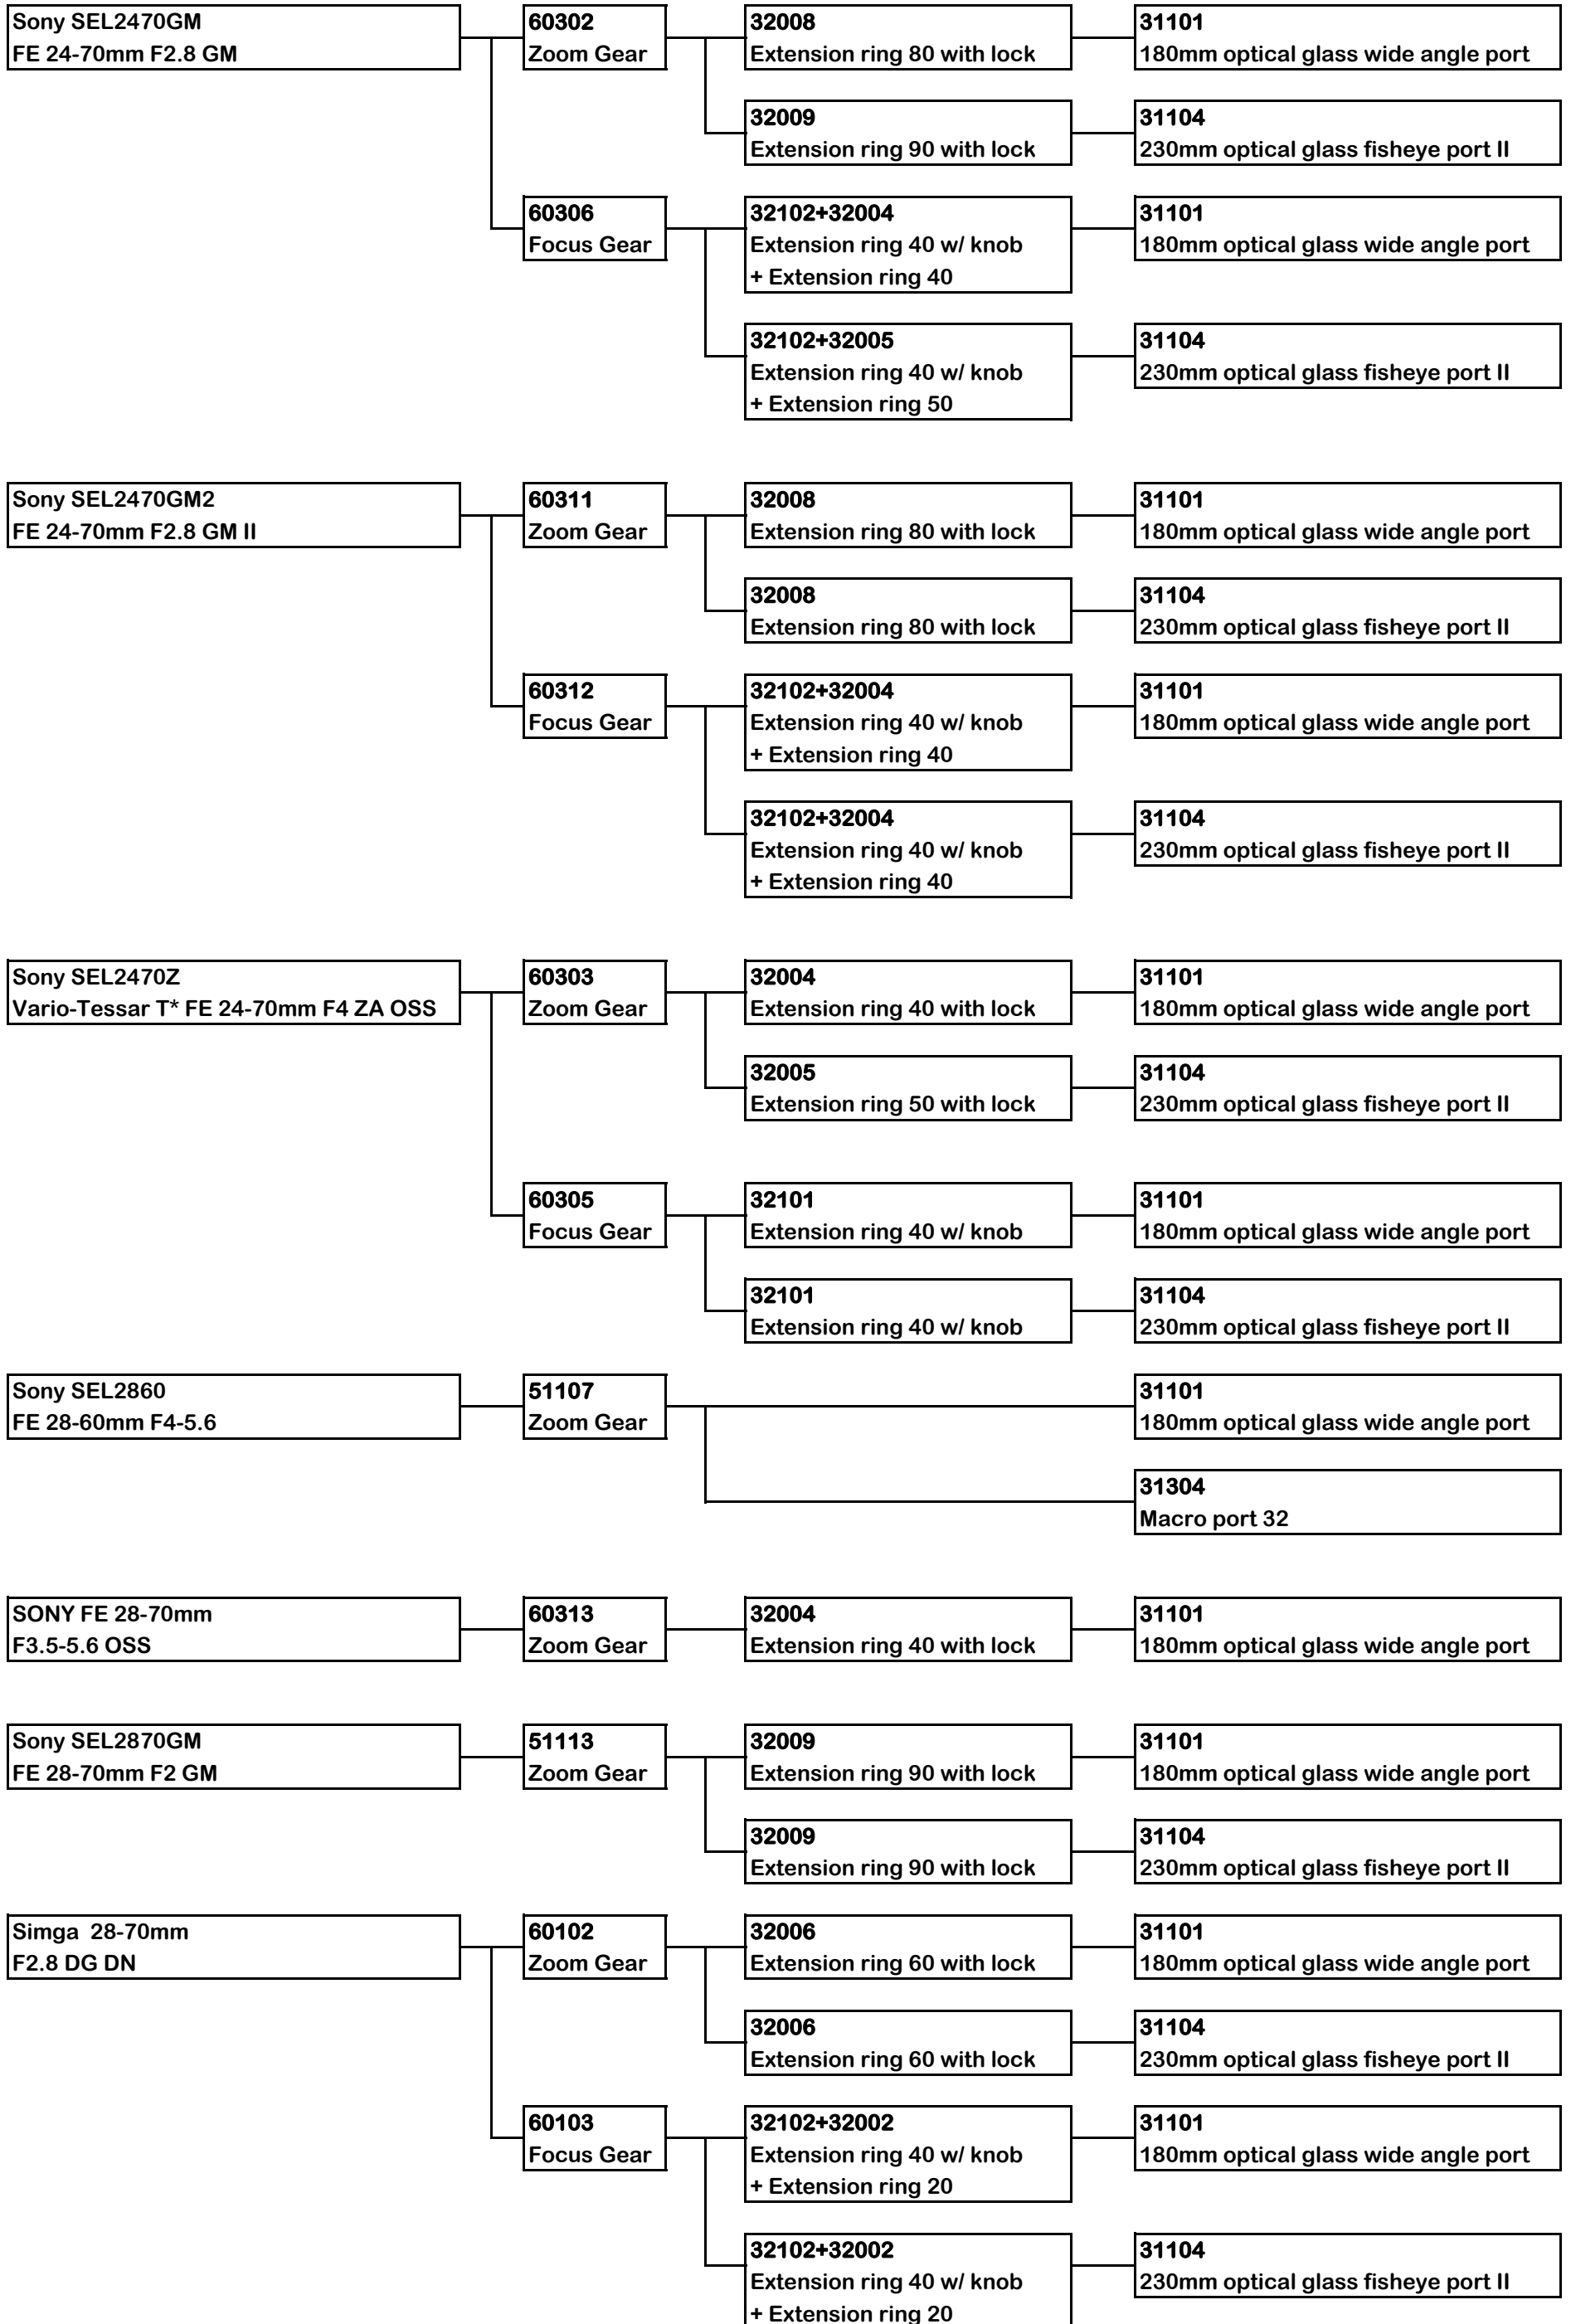 Sony SEL2470GM
FE 24-70mm F2.8 GM
60302
Zoom Gear
32008
Extension ring 80 with lock
31101
180mm optical glass wide angle port
32009
Extension ring 90 with lock
31104
230mm optical glass fisheye port II
60306
Focus Gear
32102+32004
Extension ring 40 w/ knob
+ Extension ring 40
31101
180mm optical glass wide angle port
32102+32005
Extension ring 40 w/ knob
+ Extension ring 50
31104
230mm optical glass fisheye port II
Sony SEL2470GM2
FE 24-70mm F2.8 GM II
60311
Zoom Gear
32008
Extension ring 80 with lock
31101
180mm optical glass wide angle port
32008
Extension ring 80 with lock
31104
230mm optical glass fisheye port II
60312
Focus Gear
32102+32004
Extension ring 40 w/ knob
+ Extension ring 40
31101
180mm optical glass wide angle port
32102+32004
Extension ring 40 w/ knob
+ Extension ring 40
31104
230mm optical glass fisheye port II
Sony SEL2470Z
Vario-Tessar T* FE 24-70mm F4 ZA OSS
60303
Zoom Gear
32004
Extension ring 40 with lock
31101
180mm optical glass wide angle port
32005
Extension ring 50 with lock
31104
230mm optical glass fisheye port II
60305
Focus Gear
32101
Extension ring 40 w/ knob
31101
180mm optical glass wide angle port
32101
Extension ring 40 w/ knob
31104
230mm optical glass fisheye port II
Sony SEL2860
FE 28-60mm F4-5.6
51107
Zoom Gear
31101
180mm optical glass wide angle port
31304
Macro port 32
SONY FE 28-70mm
F3.5-5.6 OSS
60313
Zoom Gear
32004
Extension ring 40 with lock
31101
180mm optical glass wide angle port
Sony SEL2870GM
FE 28-70mm F2 GM
51113
Zoom Gear
32009
Extension ring 90 with lock
31101
180mm optical glass wide angle port
32009
Extension ring 90 with lock
31104
230mm optical glass fisheye port II
Simga  28-70mm
F2.8 DG DN
60102
Zoom Gear
32006
Extension ring 60 with lock
31101
180mm optical glass wide angle port
32006
Extension ring 60 with lock
31104
230mm optical glass fisheye port II
60103
Focus Gear
32102+32002
Extension ring 40 w/ knob
+ Extension ring 20
31101
180mm optical glass wide angle port
32102+32002
Extension ring 40 w/ knob
+ Extension ring 20
31104
230mm optical glass fisheye port II